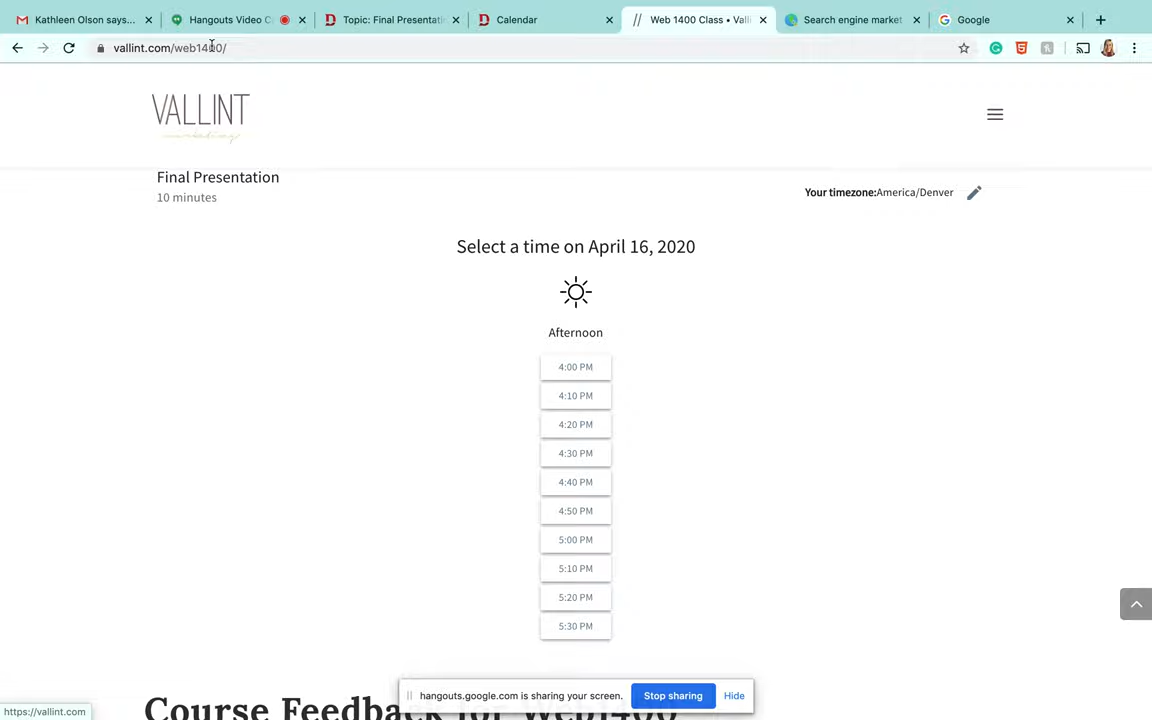 Kathleen Olson says...
Hangouts Video C
Topic: Final Presentati
Calendar
Web 1400 Class • Valli
Search engine market
Google
vallint.com/web1400/
VALLINT
marketing
Final Presentation
10 minutes
Your timezone:America/Denver
Select a time on April 16, 2020
Afternoon
4:00 PM
4:10 PM
4:20 PM
4:30 PM
4:40 PM
4:50 PM
5:00 PM
5:10 PM
5:20 PM
5:30 PM
hangouts.google.com is sharing your screen.
Stop sharing
Hide
Course Feedback for Web1400
https://vallint.com